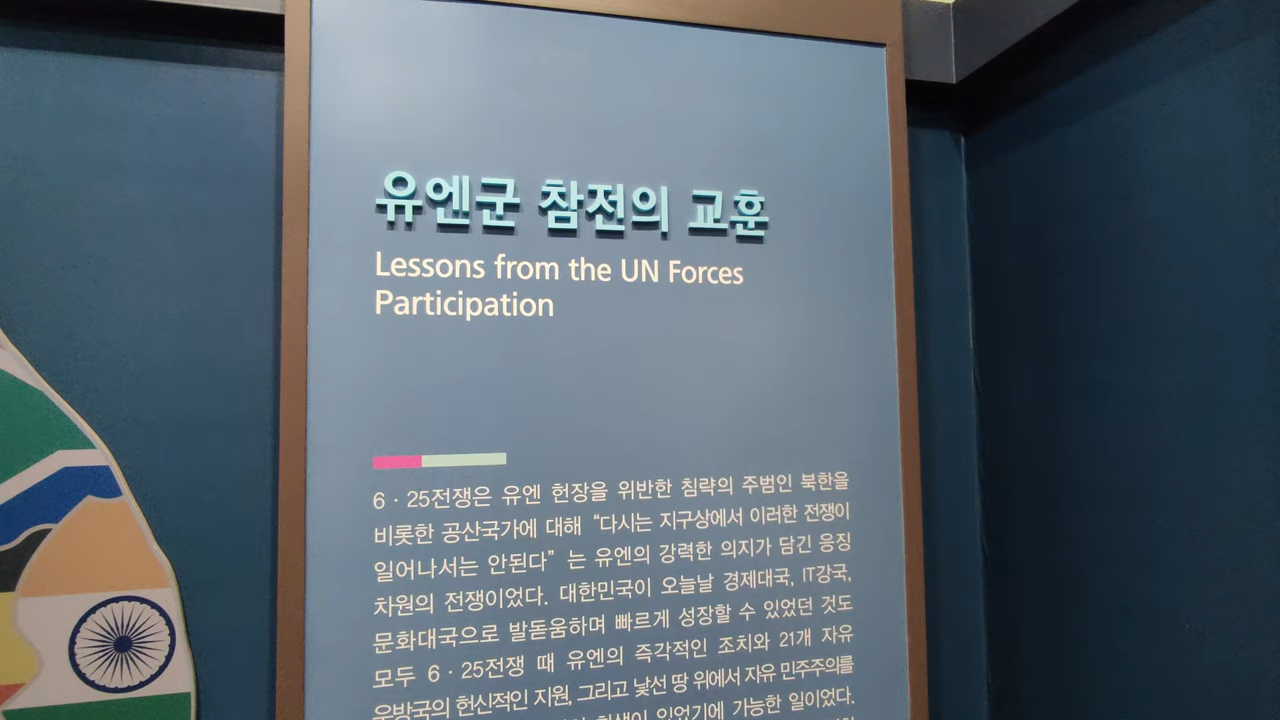 유엔군 참전의 교훈
Lessons from the UN Forces
Participation
6 · 25전쟁은 유엔 헌장을 위반한 침략의 주범인 북한을
비롯한 공산국가에 대해 “다시는 지구상에서 이러한 전쟁이
일어나서는 안된다” 는 유엔의 강력한 의지가 담긴 응징
차원의 전쟁이었다. 대한민국이 오늘날 경제대국, IT강국,
문화대국으로 발돋움하며 빠르게 성장할 수 있었던 것도
모두 6 · 25전쟁 때 유엔의 즉각적인 조치와 21개 자유
우방국의 헌신적인 지원, 그리고 낯선 땅 위에서 자유 민주주의를
희생이 있었기에 가능한 일이었다.